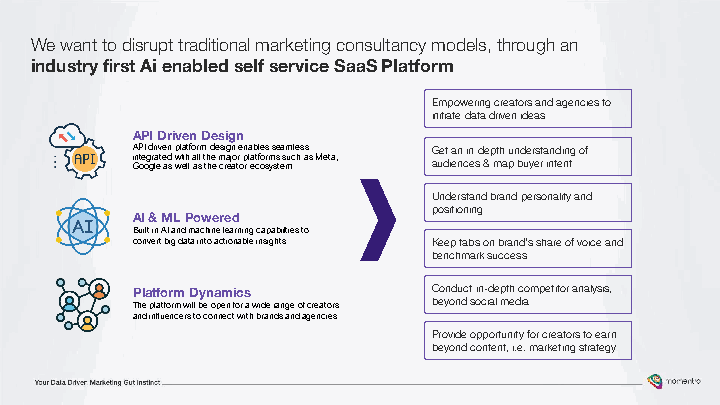 We want to disrupt traditional marketing consultancy models, through an
industry first Ai enabled self service SaaS Platform
API
API Driven Design
API driven platform design enables seamless
integrated with all the major platforms such as Meta,
Google as well as the creator ecosystem
AI
AI & ML Powered
Built in AI and machine learning capabilities to
convert big data into actionable insights
Platform Dynamics
The platform will be open for a wide range of creators
and influencers to connect with brands and agencies
Empowering creators and agencies to
initiate data driven ideas
Get an in depth understanding of
audiences & map buyer intent
Understand brand personality and
positioning
Keep tabs on brand's share of voice and
benchmark success
Conduct in-depth competitor analysis,
beyond social media
Provide opportunity for creators to earn
beyond content, i.e. marketing strategy
Your Data Driven Marketing Gut Instinct
momentro